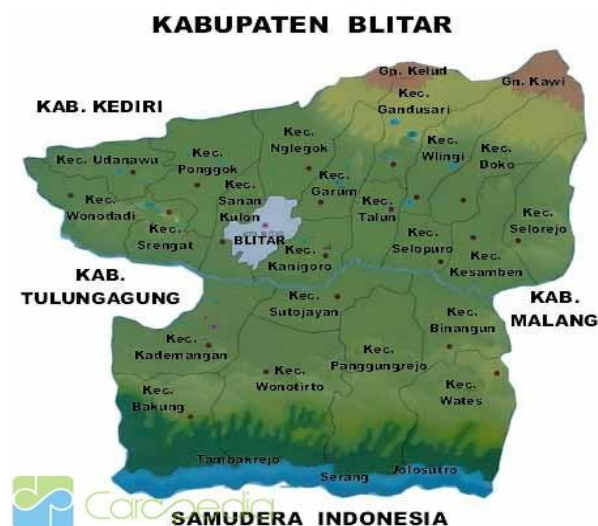 KABUPATEN BLITAR
Gn. Kelud
Gn. Kawi
KAB. KEDIRI
Kec.
Gandusari
Kec.
Nglegok
Kec. Udanawu
Kec.
Ponggok
Kec.
Wlingi
Kec.
Doko
Kec.
Garum
Kec.
Wonodadi
Kec.
Sanan
Kulon
Kec.
Talun
Kec.
Selorejo
Kec.
Srengat
BLITAR
Kec.
Kanigoro
Kec.
Selopuro
Kec.
Kesamben
KAB.
TULUNGAGUNG
KAB.
MALANG
Kec.
Sutojayan
Kec.
Binangun
Kec.
Kademangan
Kec.
Panggungrejo
Kec.
Wonotirto
Kec.
Bakung
Kec.
Wates
Tambakrejo
Serang
Jolosutro
Caropedia
SAMUDERA INDONESIA